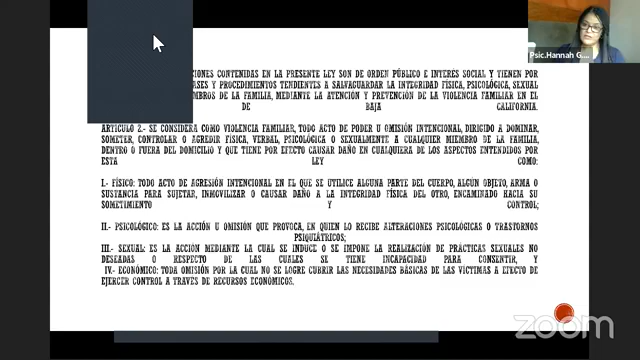 Psic.Hannah G...
IONES CONTENIDAS EN LA PRESENTE LEY SON DE ORDEN PÚBLICO E INTERÉS SOCIAL Y TIENEN POR
ASES Y PROCEDIMIENTOS TENDIENTES A SALVAGUARDAR LA INTEGRIDAD FÍSICA, PSICOLÓGICA, SEXUAL
MBROS DE LA FAMILIA, MEDIANTE LA ATENCIÓN Y PREVENCIÓN DE LA VIOLENCIA FAMILIAR EN EL
DE BAJA CALIFORNIA.
ARTICULO 2.- SE CONSIDERA COMO VIOLENCIA FAMILIAR, TODO ACTO DE PODER U OMISIÓN INTENCIONAL, DIRIGIDO A DOMINAR,
SOMETER, CONTROLAR O AGREDIR FÍSICA, VERBAL, PSICOLÓGICA O SEXUALMENTE A CUALQUIER MIEMBRO DE LA FAMILIA,
DENTRO O FUERA DEL DOMICILIO Y QUE TIENE POR EFECTO CAUSAR DAÑO EN CUALQUIERA DE LOS ASPECTOS ENTENDIDOS POR
ESTA LEY COMO:
I.- FÍSICO: TODO ACTO DE AGRESIÓN INTENCIONAL EN EL QUE SE UTILICE ALGUNA PARTE DEL CUERPO, ALGÚN OBJETO, ARMA O
SUSTANCIA PARA SUJETAR, INMOVILIZAR O CAUSAR DAÑO A LA INTEGRIDAD FÍSICA DEL OTRO, ENCAMINADO HACIA SU
SOMETIMIENTO Y CONTROL;
II.- PSICOLÓGICO: ES LA ACCIÓN U OMISIÓN QUE PROVOCA, EN QUIEN LO RECIBE ALTERACIONES PSICOLÓGICAS O TRASTORNOS
PSIQUIÁTRICOS;
III.- SEXUAL: ES LA ACCIÓN MEDIANTE LA CUAL SE INDUCE O SE IMPONE LA REALIZACIÓN DE PRÁCTICAS SEXUALES NO
DESEADAS O RESPECTO DE LAS CUALES SE TIENE INCAPACIDAD PARA CONSENTIR, Y
IV.- ECONÓMICO: TODA OMISIÓN POR LA CUAL NO SE LOGRE CUBRIR LAS NECESIDADES BÁSICAS DE LAS VÍCTIMAS A EFECTO DE
EJERCER CONTROL A TRAVÉS DE RECURSOS ECONÓMICOS.
zoom